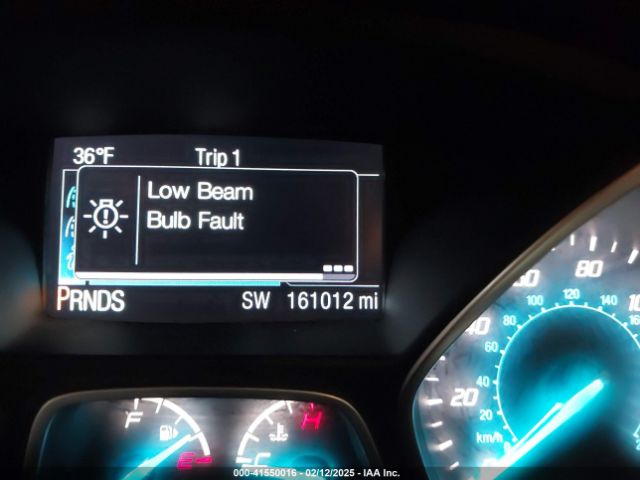 36°F Trip 1
Low Beam
Bulb Fault
PRNDS SW 161012 mi
80
100 120 140
80
40
60
20
40
20
km/h
F H
E C
000-41550016 - 02/12/2025 - IAA Inc.